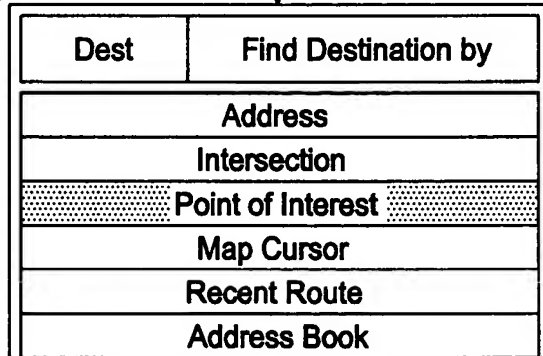 Dest Find Destination by
Address
Intersection
Point of Interest
Map Cursor
Recent Route
Address Book